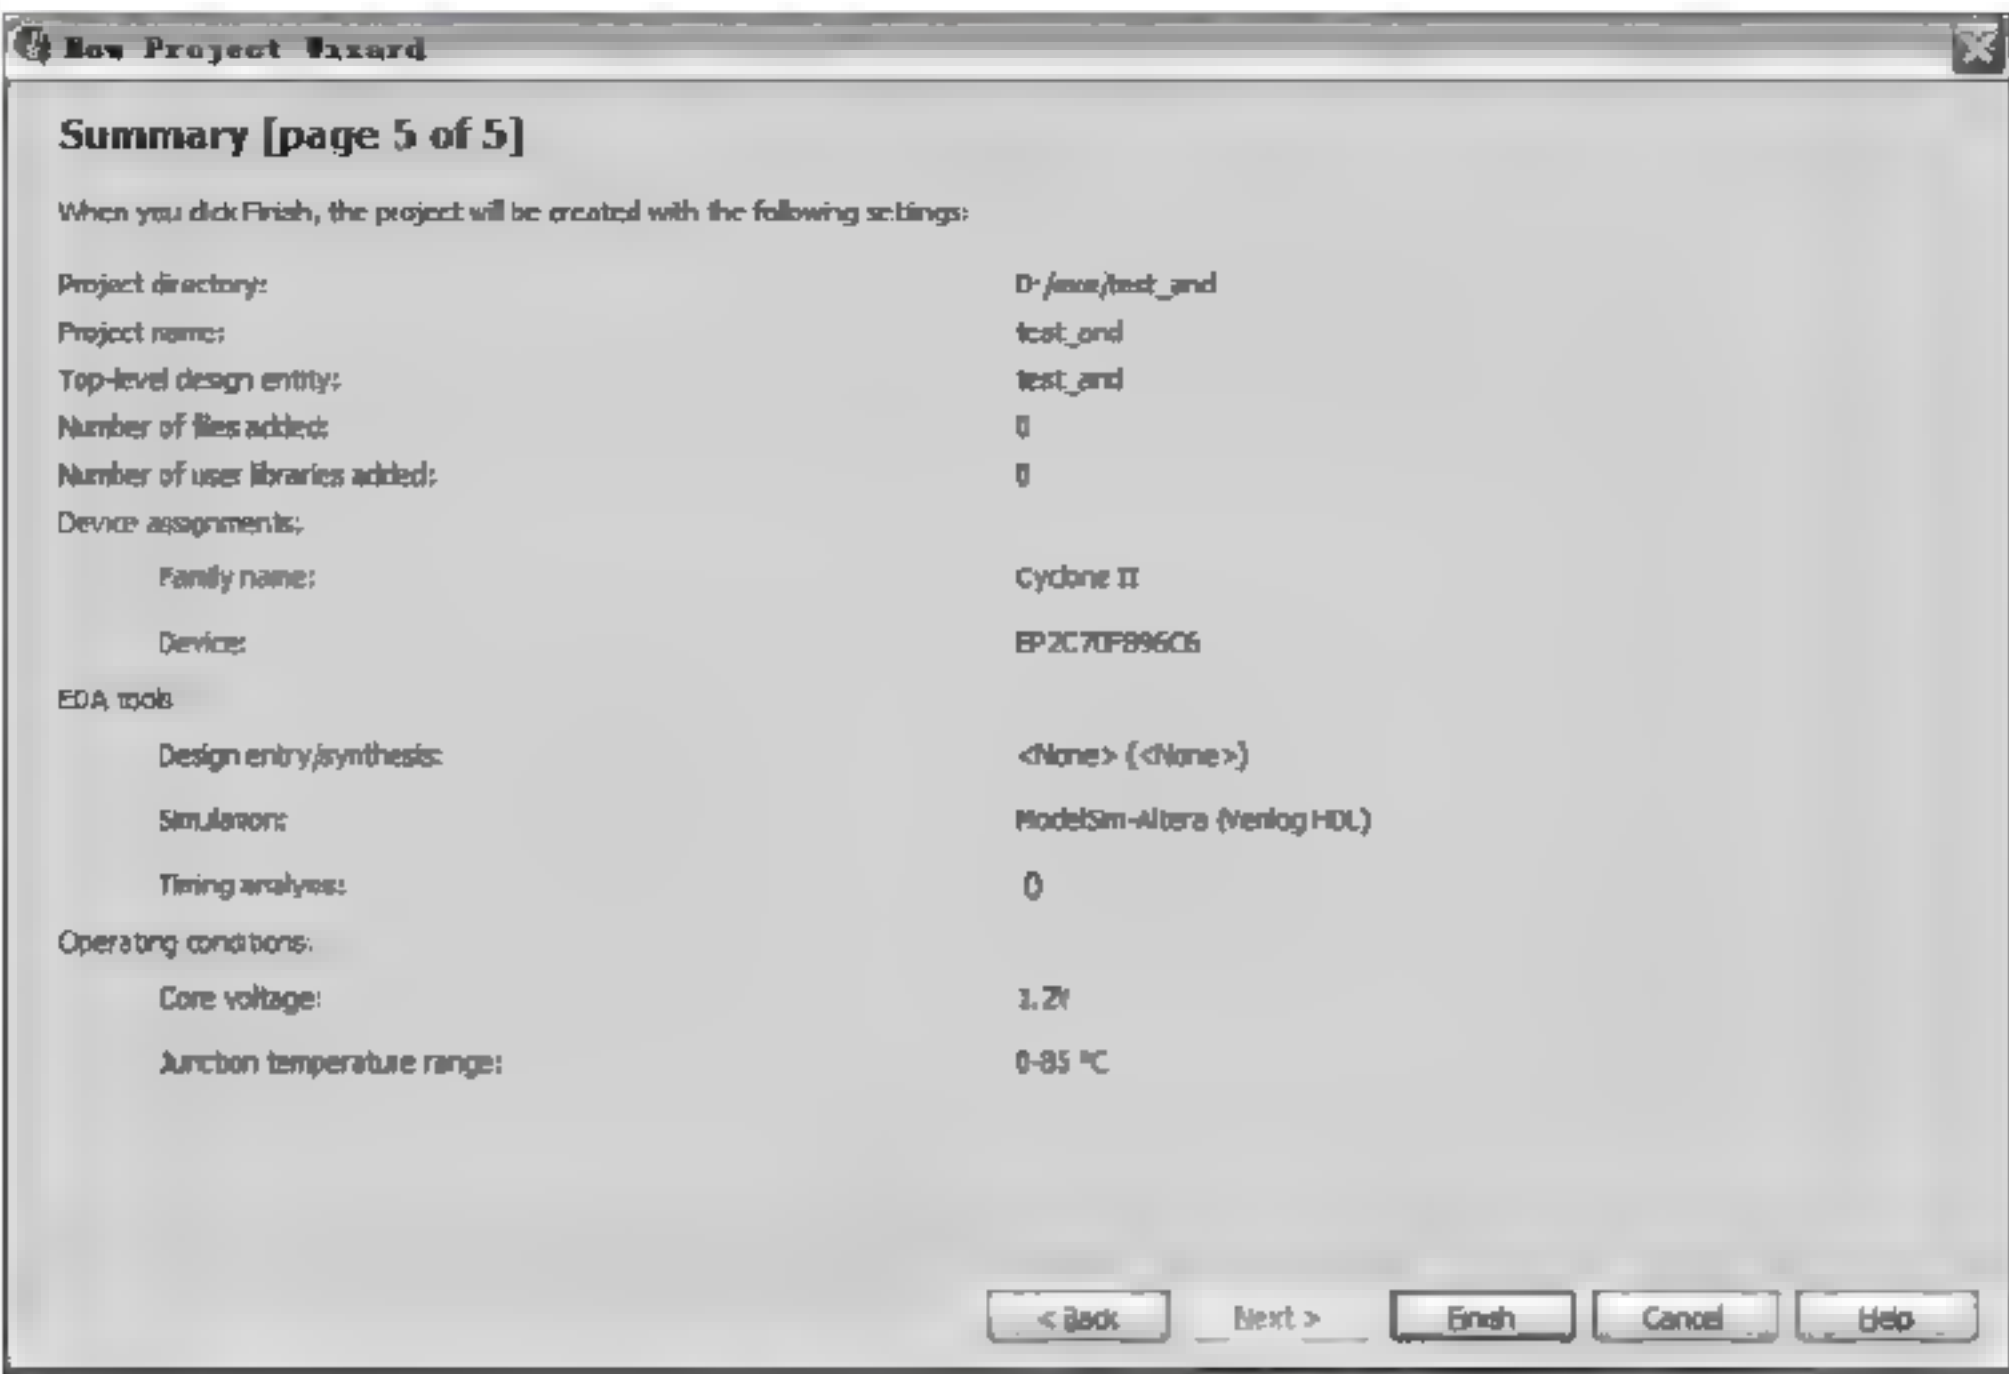 New Project Wizard
Summary [page 5 of 5]
When you click Finish, the project will be created with the following settings:
Project directory:
Project name: test_and
Top-level design entity: test_and
Number of files added: 0
Number of user libraries added: 0
Device assignments:
Family name: Cyclone II
Device: EP2C70F896C6
EDA tools
Design entry/synthesis: <None> (<None>)
Simulation: ModelSim-Altera (Verilog HDL)
Timing analysis: ()
Operating conditions:
Core voltage: 1.2V
Junction temperature range: 0-85 ºC
< Back Next > Finish Cancel Help